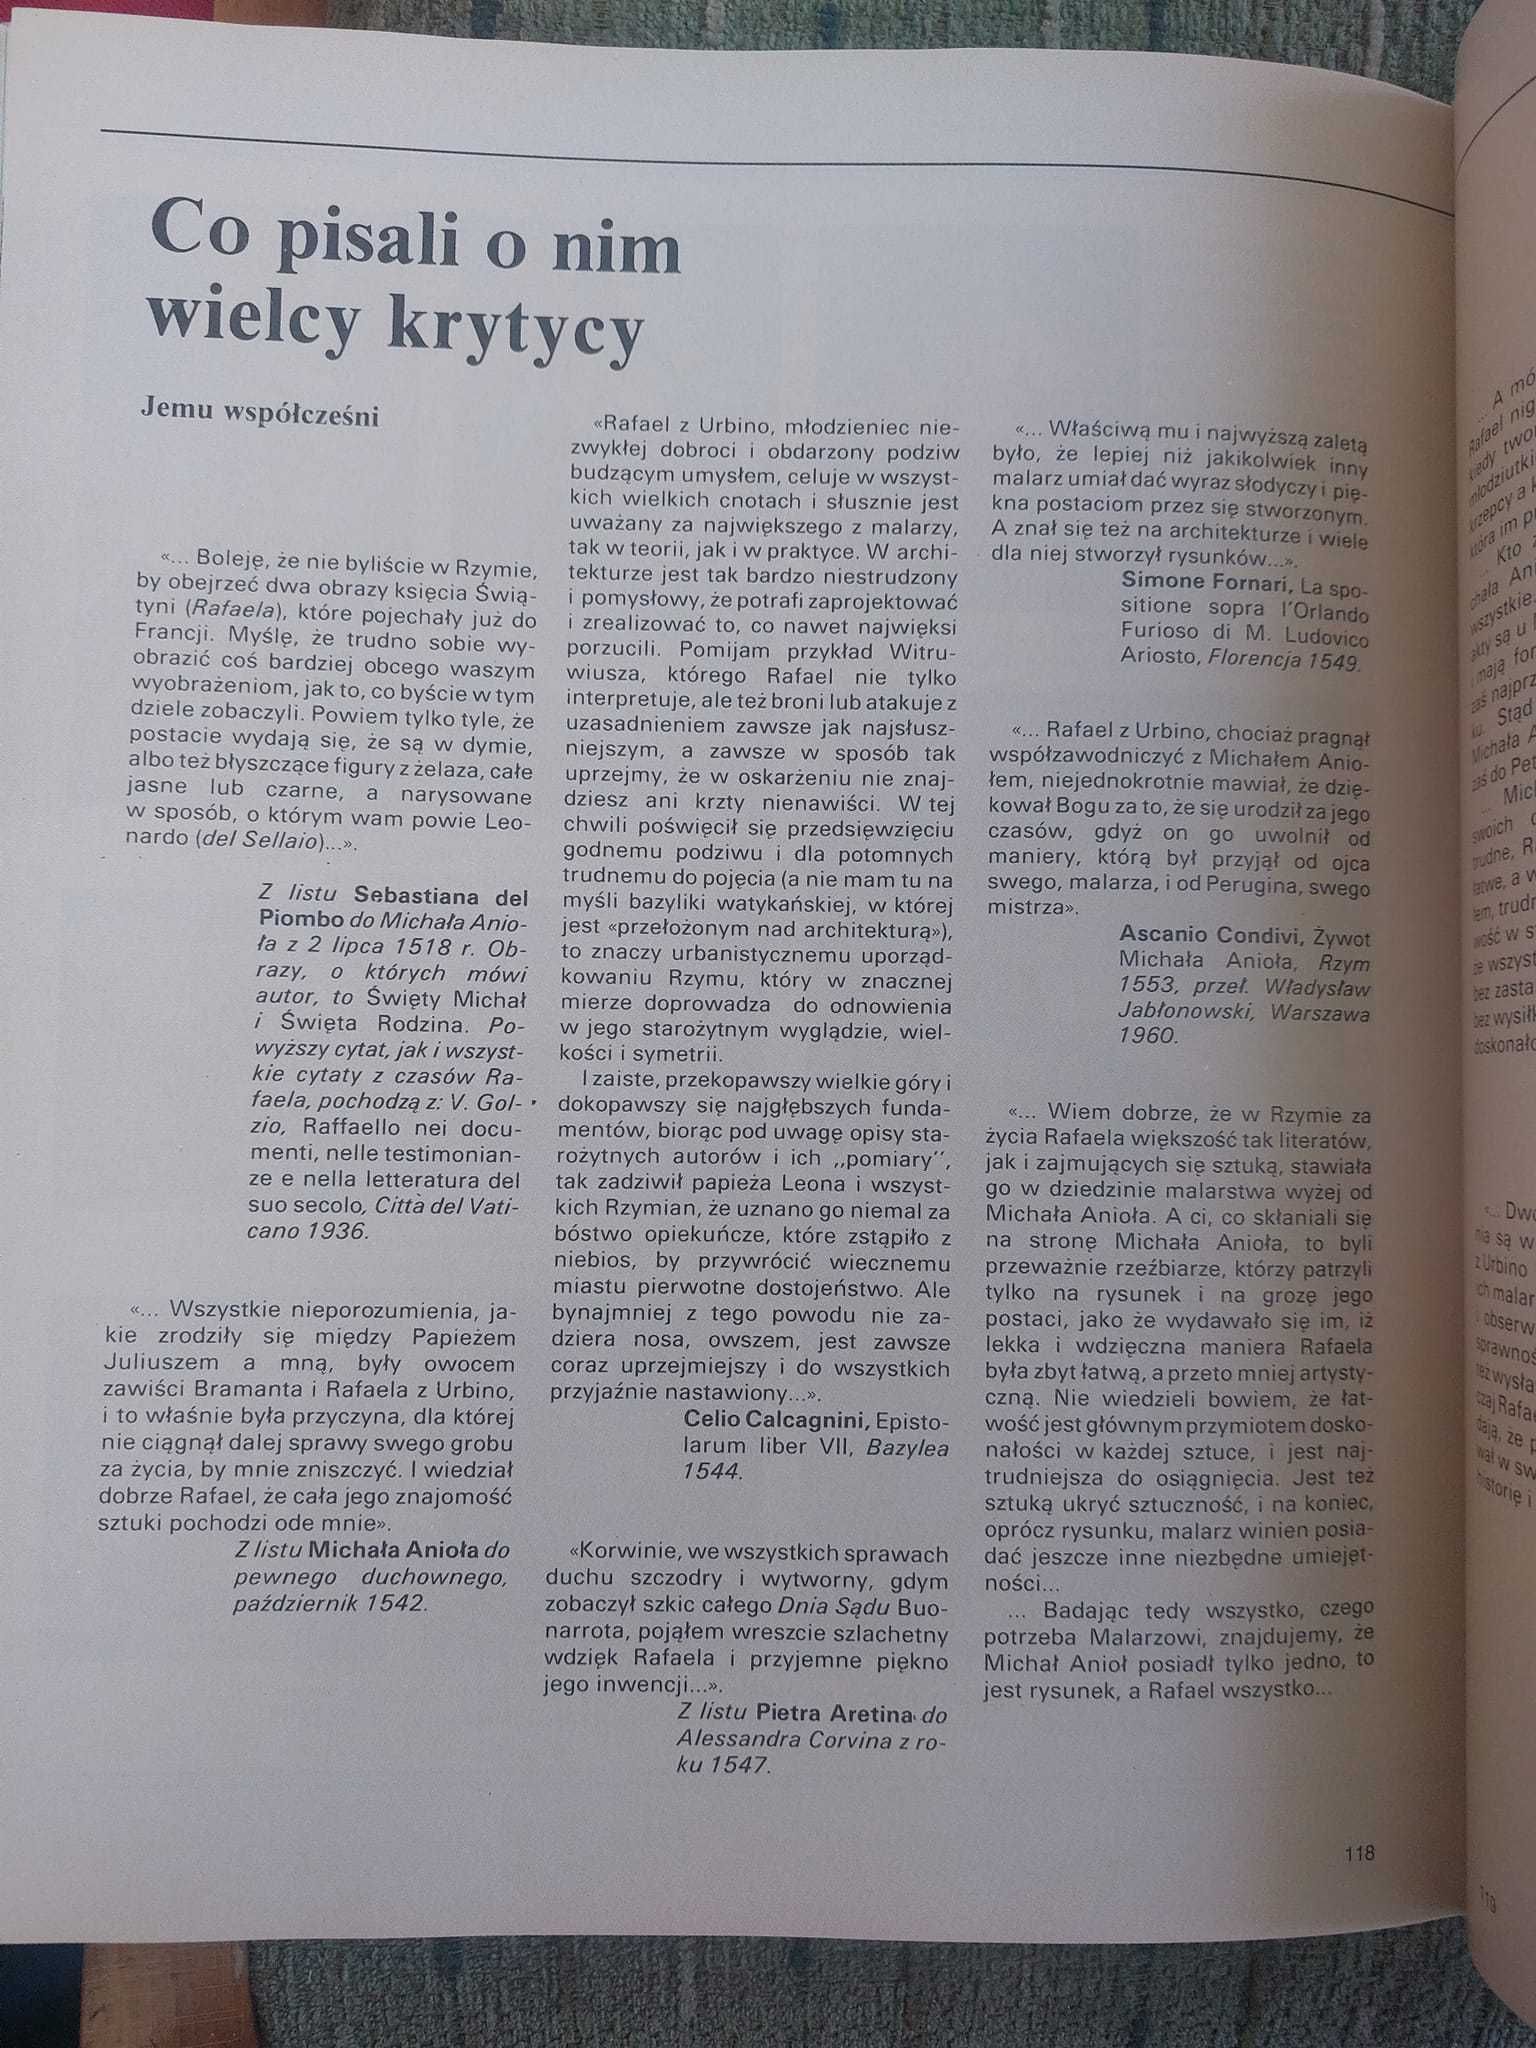 Co pisali o nim
wielcy krytycy
Jemu współcześni
«... Boleję, że nie byliście w Rzymie,
by obejrzeć dwa obrazy księcia Świą-
tyni (Rafaela), które pojechały już do
Francji. Myślę, że trudno sobie wy-
obrazić coś bardziej obcego waszym
wyobrażeniom, jak to, co byście w tym
dziele zobaczyli. Powiem tylko tyle, że
postacie wydają się, że są w dymie,
albo też błyszczące figury z żelaza, całe
jasne lub czarne, a narysowane
w sposób, o którym wam powie Leo-
nardo (del Sellaio)...».
Z listu Sebastiana del
Piombo do Michała Anio-
ła z 2 lipca 1518 r. Ob-
razy, o których mówi
autor, to Święty Michał
i Święta Rodzina. Po-
wyższy cytat, jak i wszyst-
kie cytaty z czasów Ra-
faela, pochodzą z: V. Gol-
zio, Raffaello nei docu-
menti, nelle testimonian-
ze e nella letteratura del
suo secolo, Città del Vati-
cano 1936.
«... Wszystkie nieporozumienia, ja-
kie zrodziły się między Papieżem
Juliuszem a mną, były owocem
zawiści Bramanta i Rafaela z Urbino,
i to właśnie była przyczyna, dla której
nie ciągnął dalej sprawy swego grobu
za życia, by mnie zniszczyć. I wiedział
dobrze Rafael, że cała jego znajomość
sztuki pochodzi ode mnie».
Z listu Michała Anioła do
pewnego duchownego,
październik 1542.
«Rafael z Urbino, młodzieniec nie-
zwykłej dobroci i obdarzony podziw
budzącym umysłem, celuje w wszyst-
kich wielkich cnotach i słusznie jest
uważany za największego z malarzy,
tak w teorii, jak i w praktyce. W archi-
tekturze jest tak bardzo niestrudzony
i pomysłowy, że potrafi zaprojektować
i zrealizować to, co nawet najwięksi
porzucili. Pomijam przykład Witru-
wiusza, którego Rafael nie tylko
interpretuje, ale też broni lub atakuje z
uzasadnieniem zawsze jak najsłusz-
niejszym, a zawsze w sposób tak
uprzejmy, że w oskarżeniu nie znaj-
dziesz ani krzty nienawiści. W tej
chwili poświęcił się przedsięwzięciu
godnemu podziwu i dla potomnych
trudnemu do pojęcia (a nie mam tu na
myśli bazyliki watykańskiej, w której
jest «przełożonym nad architekturą»),
to znaczy urbanistycznemu uporząd-
kowaniu Rzymu, który w znacznej
mierze doprowadza do odnowienia
w jego starożytnym wyglądzie, wiel-
kości i symetrii.
I zaiste, przekopawszy wielkie góry i
dokopawszy się najgłębszych funda-
mentów, biorąc pod uwagę opisy sta-
rożytnych autorów i ich ,,pomiary'',
tak zadziwił papieża Leona i wszyst-
kich Rzymian, że uznano go niemal za
bóstwo opiekuńcze, które zstąpiło z
niebios, by przywrócić wiecznemu
miastu pierwotne dostojeństwo. Ale
bynajmniej z tego powodu nie za-
dziera nosa, owszem, jest zawsze
coraz uprzejmiejszy i do wszystkich
przyjaźnie nastawiony...».
Celio Calcagnini, Episto-
larum liber VII, Bazylea
1544.
«Korwinie, we wszystkich sprawach
duchu szczodry i wytworny, gdym
zobaczył szkic całego Dnia Sądu Buo-
narrota, pojąłem wreszcie szlachetny
wdzięk Rafaela i przyjemne piękno
jego inwencji...».
Z listu Pietra Aretina do
Alessandra Corvina z ro-
ku 1547.
«... Właściwą mu i najwyższą zaletą
było, że lepiej niż jakikolwiek inny
malarz umiał dać wyraz słodyczy i pię-
kna postaciom przez się stworzonym.
A znał się też na architekturze i wiele
dla niej stworzył rysunków...».
Simone Fornari, La spo-
sitione sopra l'Orlando
Furioso di M. Ludovico
Ariosto, Florencja 1549.
«... Rafael z Urbino, chociaż pragnął
współzawodniczyć z Michałem Anio-
łem, niejednokrotnie mawiał, że dzię-
kował Bogu za to, że się urodził za jego
czasów, gdyż on go uwolnił od
maniery, którą był przyjął od ojca
swego, malarza, i od Perugina, swego
mistrza».
Ascanio Condivi, Żywot
Michała Anioła, Rzym
1553, przeł. Władysław
Jabłonowski, Warszawa
1960.
«... Wiem dobrze, że w Rzymie za
życia Rafaela większość tak literatów,
jak i zajmujących się sztuką, stawiała
go w dziedzinie malarstwa wyżej od
Michała Anioła. A ci, co skłaniali się
na stronę Michała Anioła, to byli
przeważnie rzeźbiarze, którzy patrzyli
tylko na rysunek i na grozę jego
postaci, jako że wydawało się im, iż
lekka i wdzięczna maniera Rafaela
była zbyt łatwą, a przeto mniej artysty-
czną. Nie wiedzieli bowiem, że łat-
wość jest głównym przymiotem dosko-
nałości w każdej sztuce, i jest naj-
trudniejsza do osiągnięcia. Jest też
sztuką ukryć sztuczność, i na koniec,
oprócz rysunku, malarz winien posia-
dać jeszcze inne niezbędne umiejęt-
ności...
... Badając tedy wszystko, czego
potrzeba Malarzowi, znajdujemy, że
Michał Anioł posiadł tylko jedno, to
jest rysunek, a Rafael wszystko...
118
119